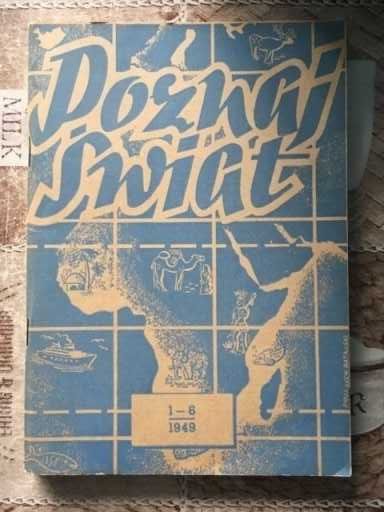 Poznaj
Świat
1-6
1949
MILK